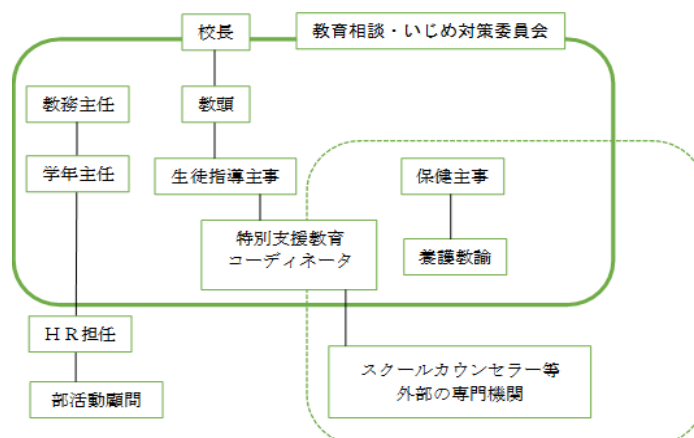 校長
教育相談・いじめ対策委員会
教務主任
教頭
学年主任
生徒指導主事
保健主事
特別支援教育
コーディネータ
養護教諭
ＨＲ担任
スクールカウンセラー等
外部の専門機関
部活動顧問